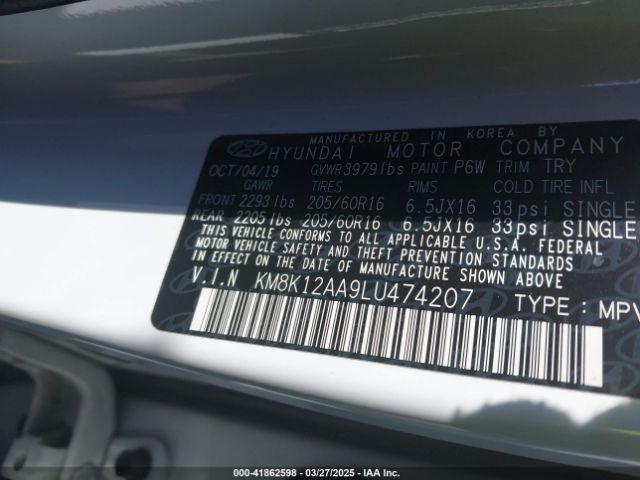 MANUFACTURED IN KOREA BY
HYUNDAI MOTOR COMPANY
OCT/04/19 GVWR3979lbs PAINT P6W TRIM TRY
GAWR TIRES RIMS COLD TIRE INFL
FRONT 2293lbs 205/60R16 6.5JX16 33psi SINGLE
REAR 2205lbs 205/60R16 6.5JX16 33psi SINGLE
THIS VEHICLE CONFORMS TO ALL APPLICABLE U.S.A. FEDERAL
MOTOR VEHICLE SAFETY AND THEFT PREVENTION STANDARDS IN
EFFECT ON THE DATE OF MANUFACTURE SHOWN ABOVE
V.I.N KM8K12AA9LU474207 TYPE : MPV
000-41862598 - 03/27/2025 - IAA Inc.